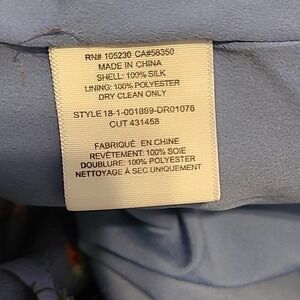 RN# 105230 CA#58350
MADE IN CHINA
SHELL: 100% SILK
LINING: 100% POLYESTER
DRY CLEAN ONLY
STYLE 18-1-001889-DR01076
CUT 431458
FABRIQUÉ EN CHINE
REVÊTEMENT: 100% SOIE
DOUBLURE: 100% POLYESTER
NETTOYAGE À SEC UNIQUEMENT